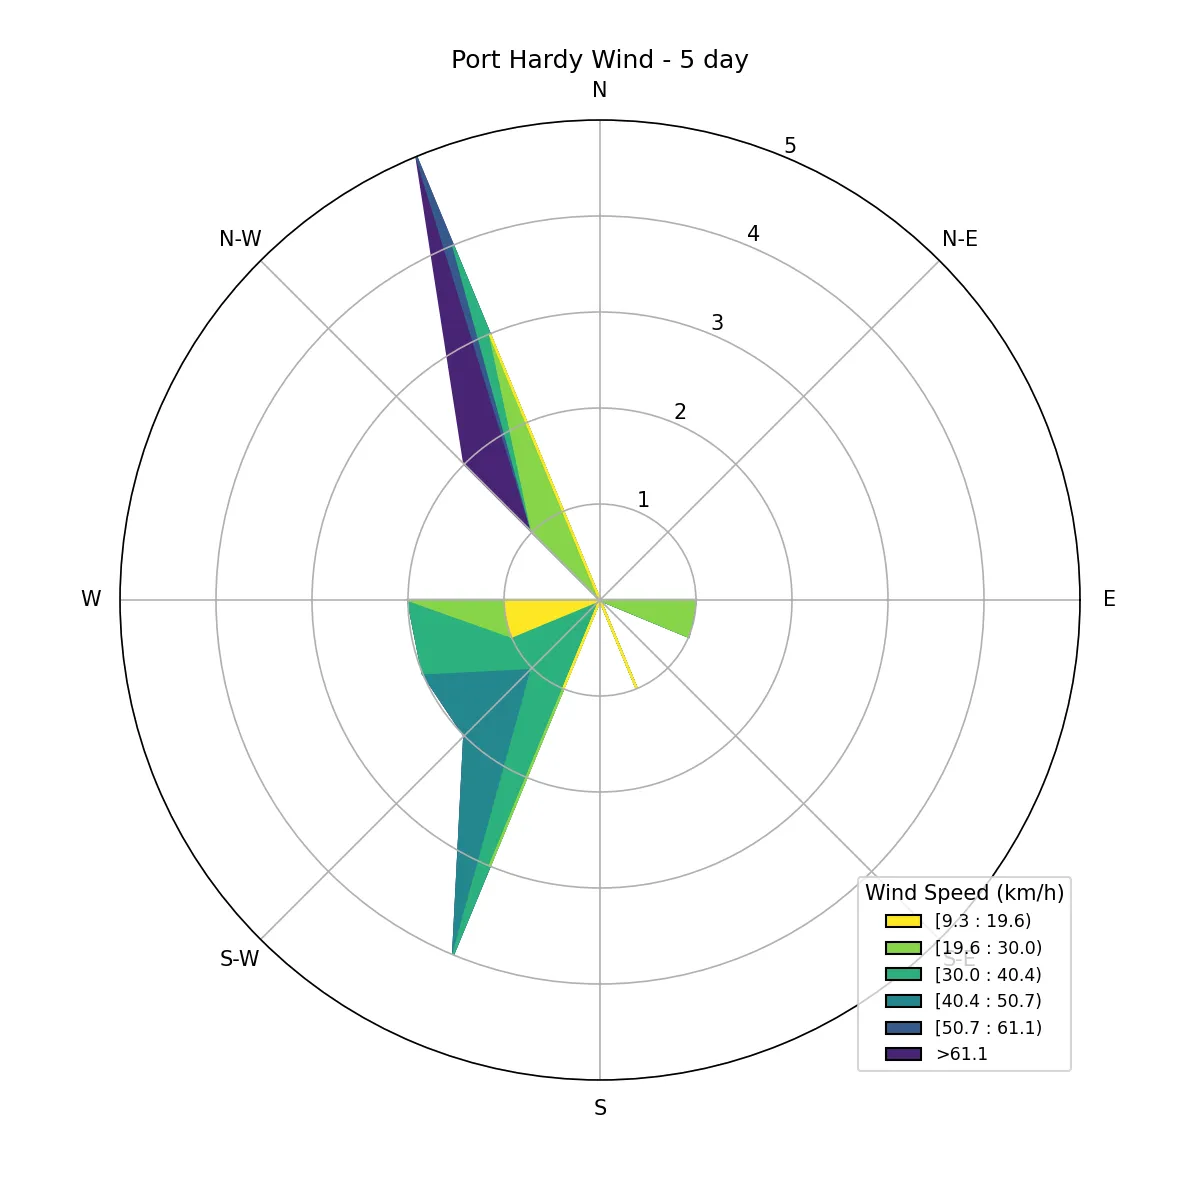 Port Hardy Wind - 5 day
N
5
N-W
4
N-E
3
2
1
W
E
Wind Speed (km/h)
[9.3 : 19.6)
[19.6 : 30.0)
S-W
S-E
[30.0 : 40.4)
[40.4 : 50.7)
[50.7 : 61.1)
>61.1
S